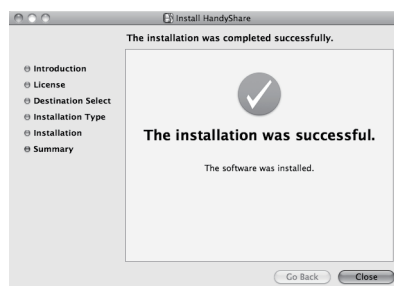 Install HandyShare
The installation was completed successfully.
Introduction
License
Destination Select
Installation Type
Installation
Summary
The installation was successful.
The software was installed.
Go Back
Close